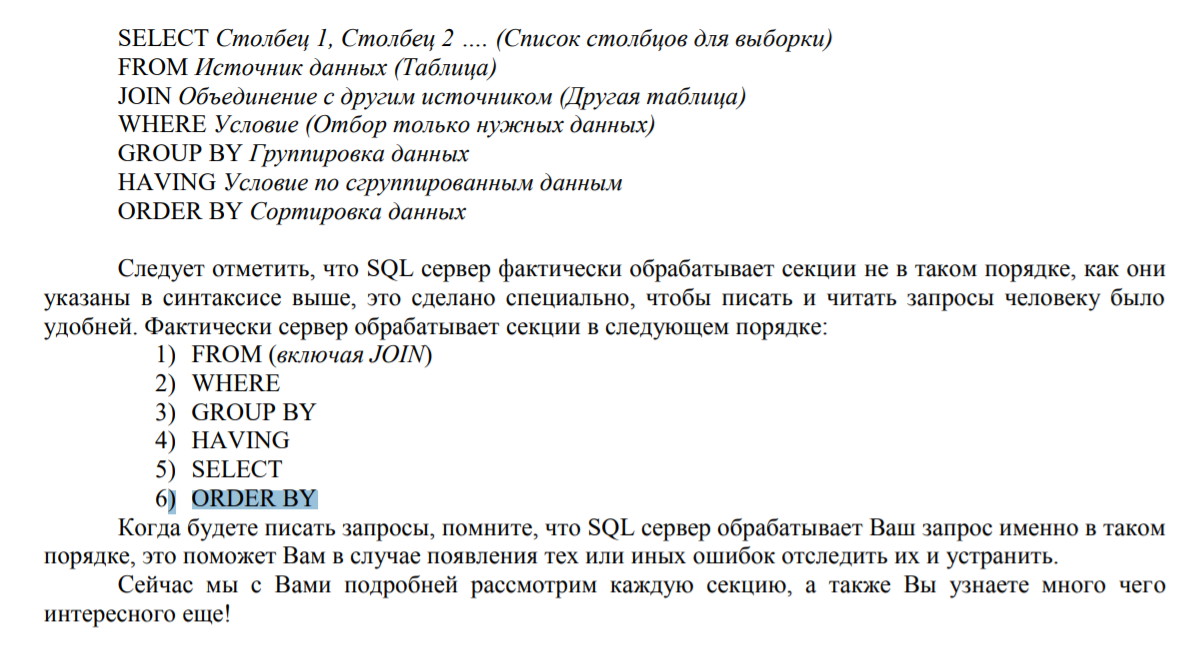 SELECT Столбец 1, Столбец 2 …. (Список столбцов для выборки)
FROM Источник данных (Таблица)
JOIN Объединение с другим источником (Другая таблица)
WHERE Условие (Отбор только нужных данных)
GROUP BY Группировка данных
HAVING Условие по сгруппированным данным
ORDER BY Сортировка данных
Следует отметить, что SQL сервер фактически обрабатывает секции не в таком порядке, как они
указаны в синтаксисе выше, это сделано специально, чтобы писать и читать запросы человеку было
удобней. Фактически сервер обрабатывает секции в следующем порядке:
1) FROM (включая JOIN)
2) WHERE
3) GROUP BY
4) HAVING
5) SELECT
6) ORDER BY
Когда будете писать запросы, помните, что SQL сервер обрабатывает Ваш запрос именно в таком
порядке, это поможет Вам в случае появления тех или иных ошибок отследить их и устранить.
Сейчас мы с Вами подробней рассмотрим каждую секцию, а также Вы узнаете много чего
интересного еще!